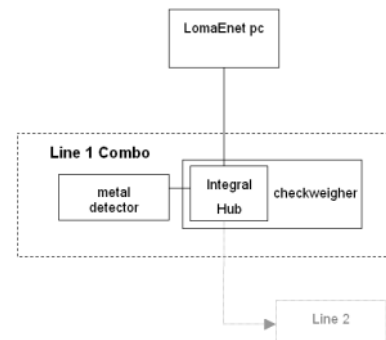 LomaEnet pc
Line 1 Combo
metal
detector
Integral
Hub
checkweigher
Line 2